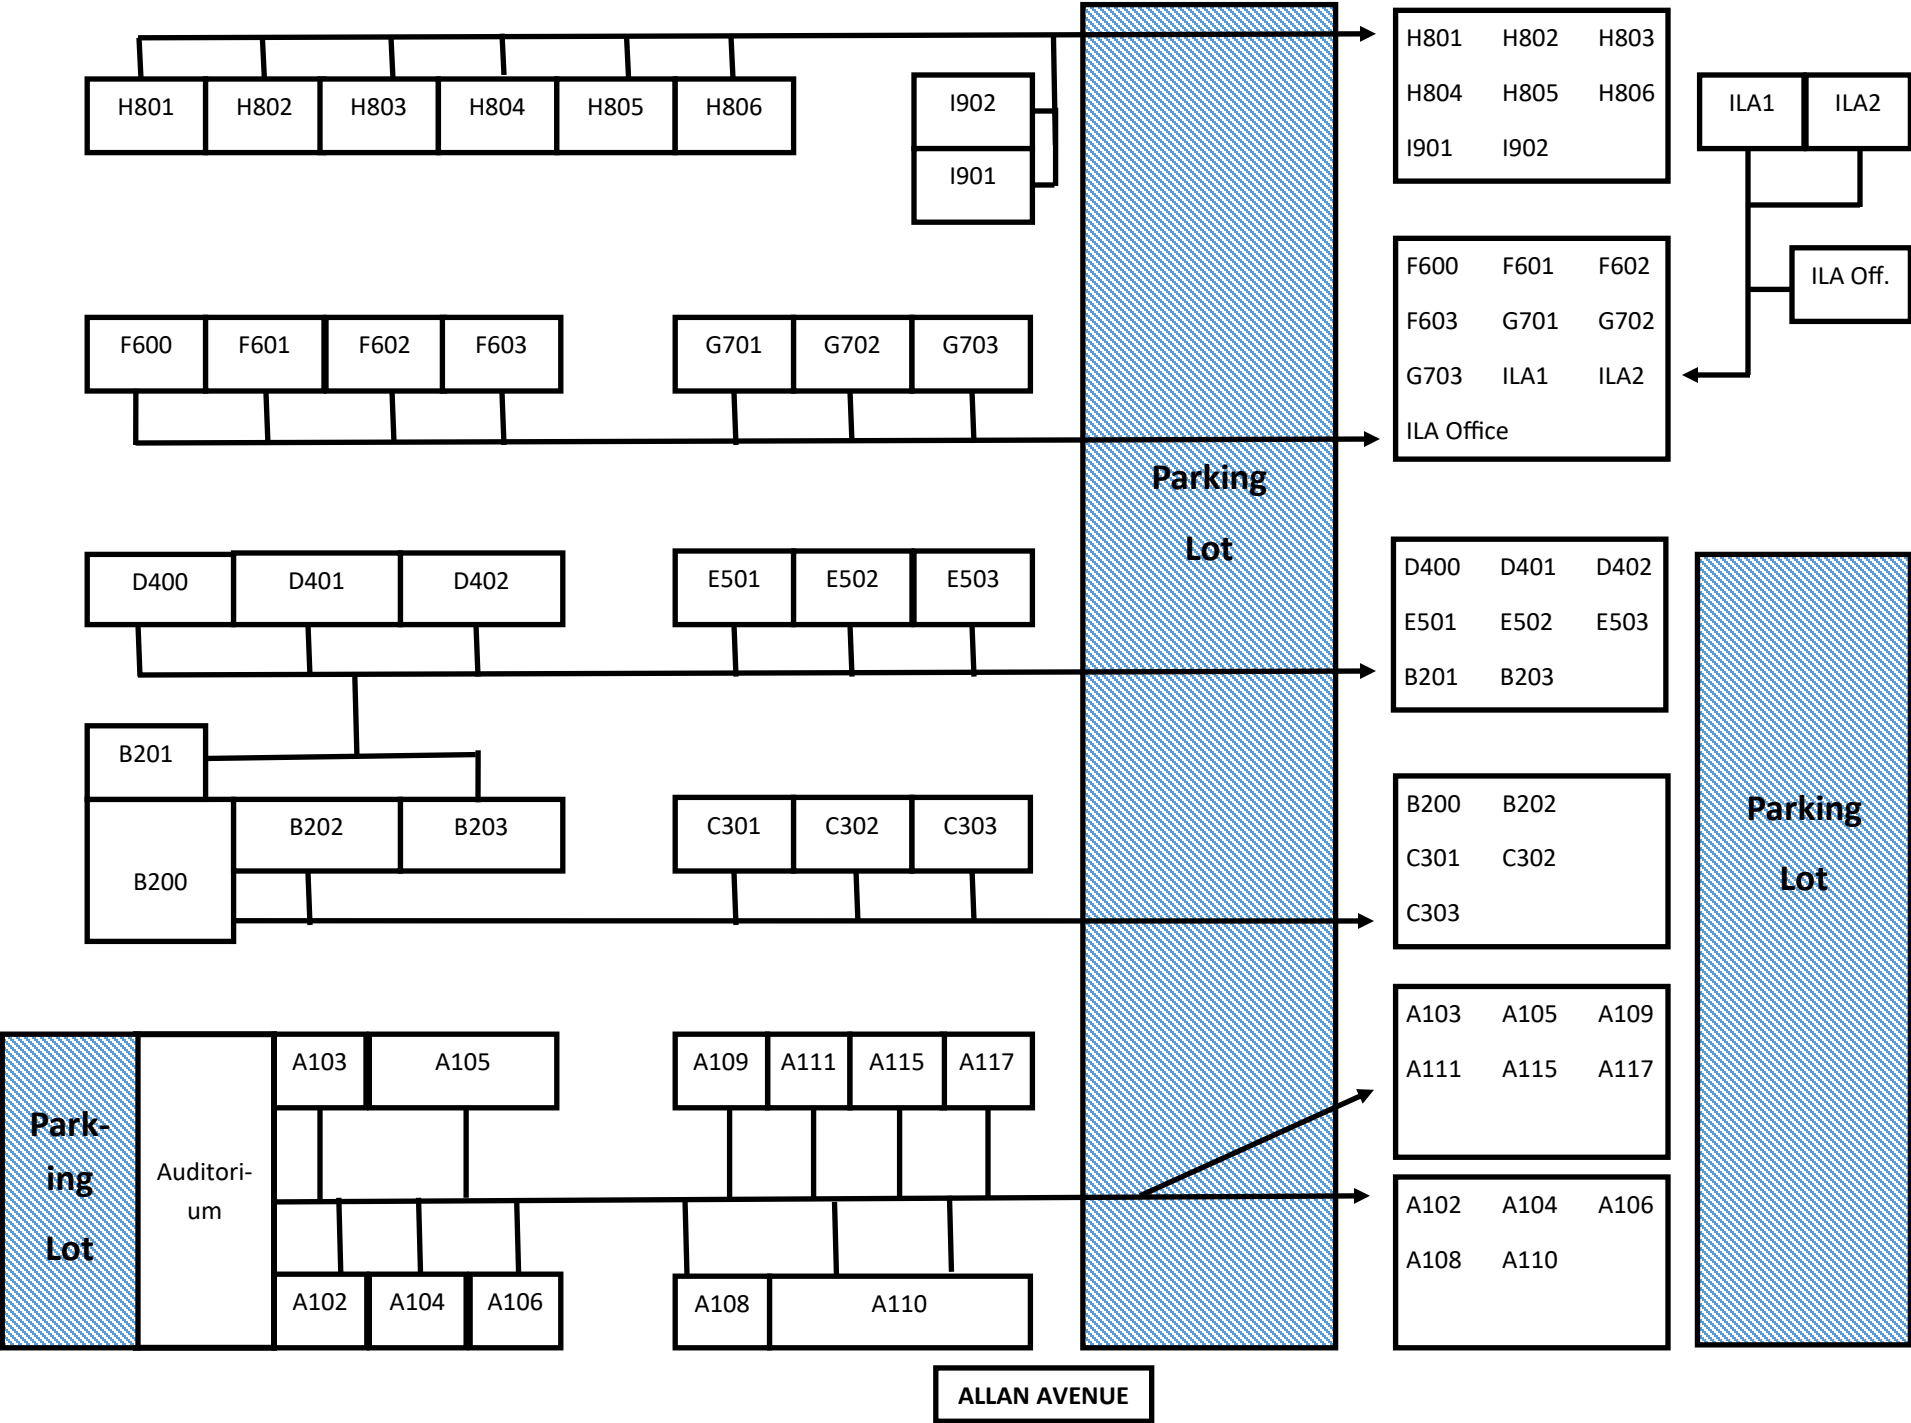 H801 H802 H803 H804 H805 H806
I902
I901
H801 H802 H803
H804 H805 H806
I901 I902
ILA1 ILA2
ILA Off.
F600 F601 F602 F603
G701 G702 G703
F600 F601 F602
F603 G701 G702
G703 ILA1 ILA2
ILA Office
Parking
Lot
D400 D401 D402
E501 E502 E503
D400 D401 D402
E501 E502 E503
B201 B203
B201
B202 B203
B200
C301 C302 C303
B200 B202
C301 C302
C303
Parking
Lot
Park-
ing
Lot
Auditori-
um
A103 A105
A109 A111 A115 A117
A103 A105 A109
A111 A115 A117
A102 A104 A106
A108 A110
A102 A104 A106
A108 A110
ALLAN AVENUE